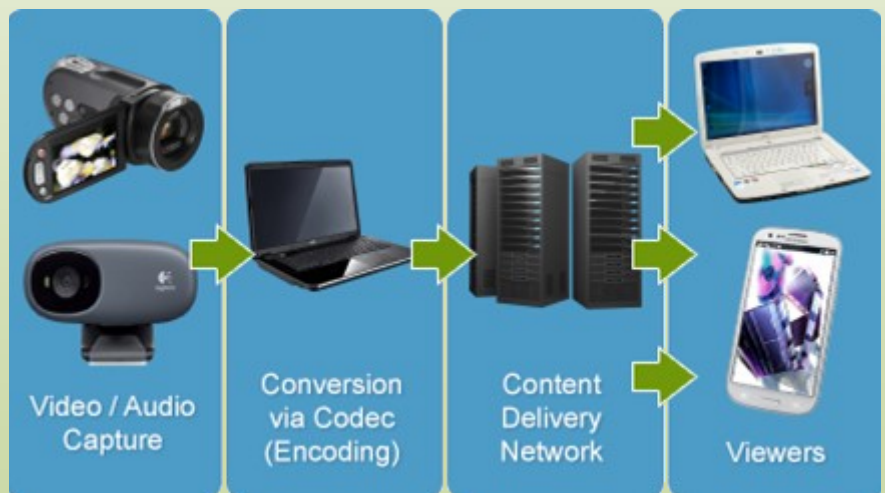 Video / Audio
Capture
Conversion
via Codec
(Encoding)
Content
Delivery
Network
Viewers